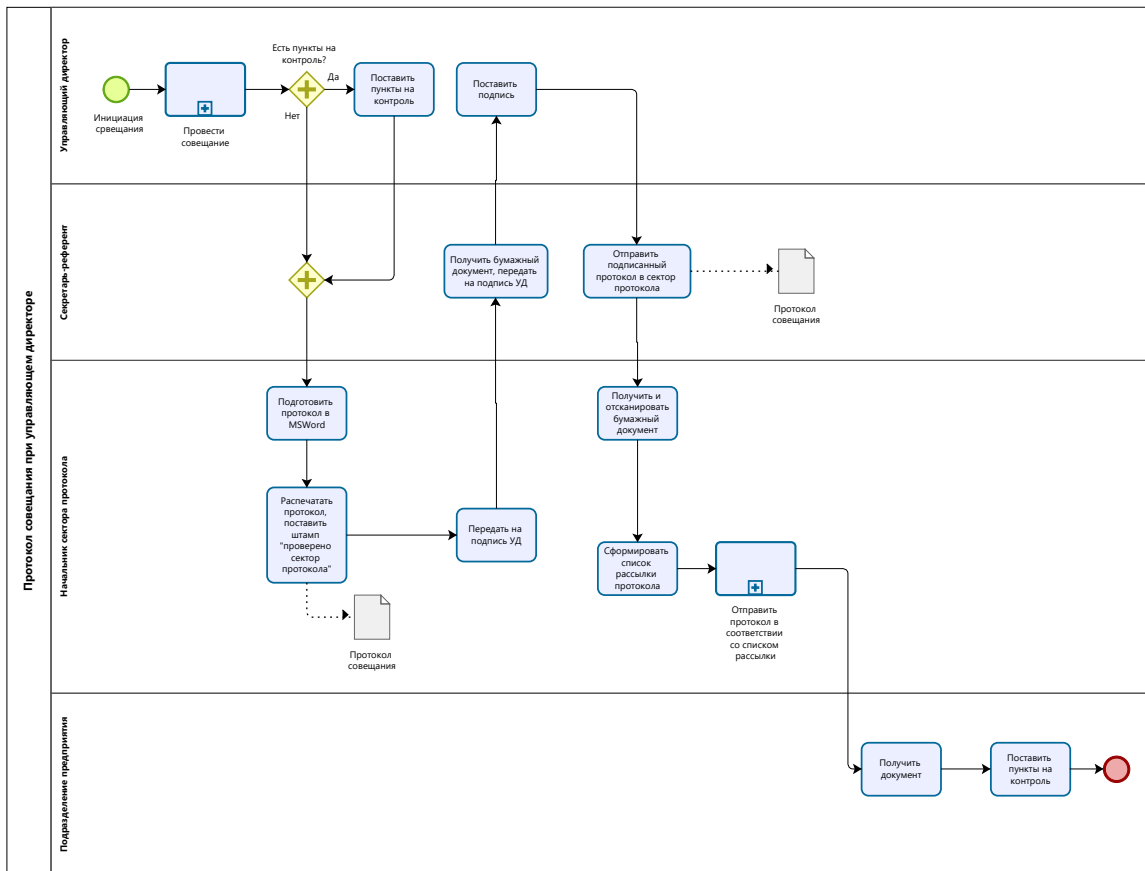 Протокол совещания при управляющем директоре
Управляющий директор
Инициация
срвещания
Провести
совещание
Есть пункты на
контроль?
Да
Нет
Поставить
пункты на
контроль
Поставить
подпись
Секретарь-референт
Получить бумажный
документ, передать
на подпись УД
Отправить
подписанный
протокол в сектор
протокола
Протокол
совещания
Начальник сектора протокола
Подготовить
протокол в
MSWord
Распечатать
протокол,
поставить
штамп
"проверено
сектор
протокола"
Протокол
совещания
Передать на
подпись УД
Получить и
отсканировать
бумажный
документ
Сформировать
список
рассылки
протокола
Отправить
протокол в
соответствии
со списком
рассылки
Подразделение предприятия
Получить
документ
Поставить
пункты на
контроль